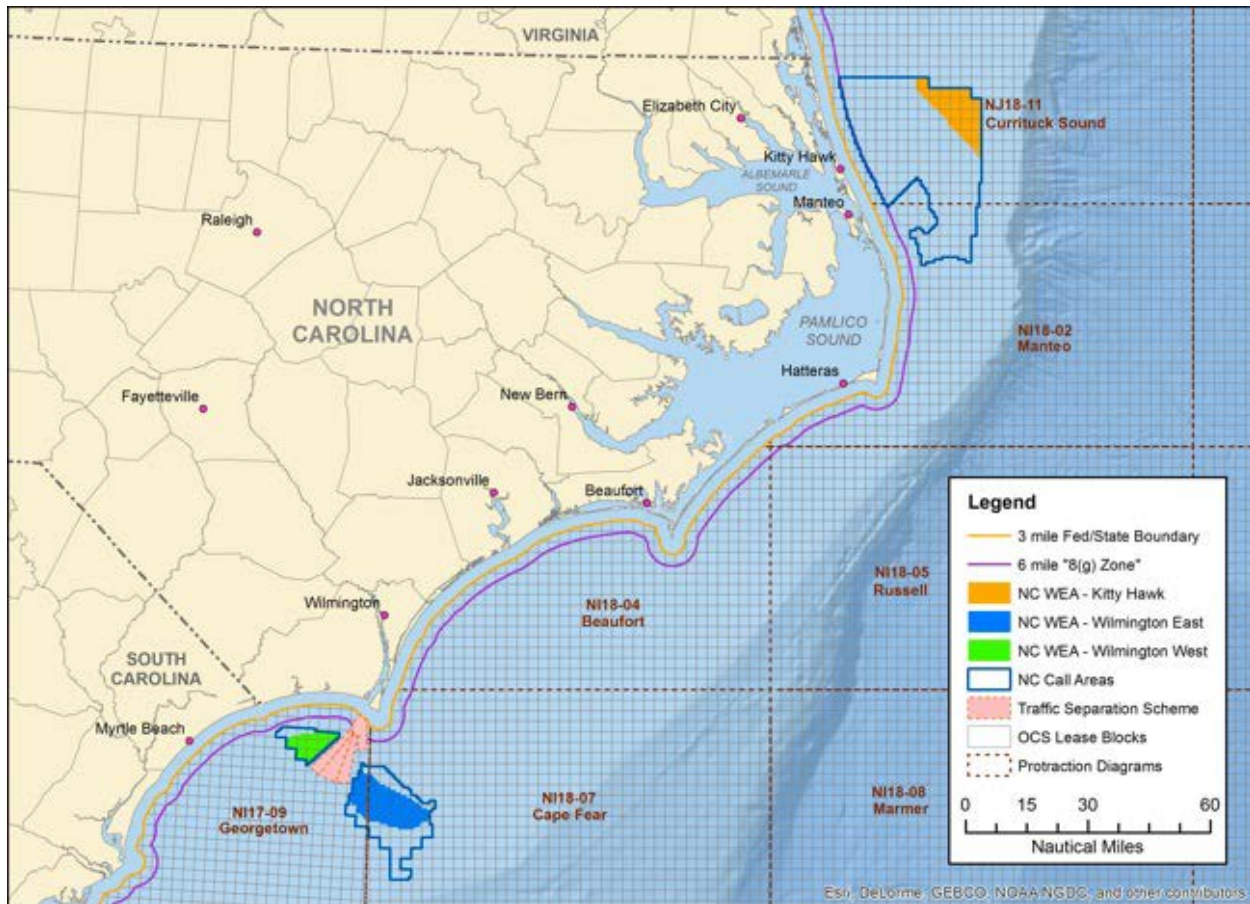 VIRGINIA
Elizabeth City
NJ18-11
Currituck Sound
Kitty Hawk
ALBEMARLE
SOUND
Manteo
Raleigh
NORTH
CAROLINA
PAMLICO
SOUND
NI18-02
Manteo
Hatteras
Fayetteville
New Bern
Jacksonville
Beaufort
Legend
3 mile Fed/State Boundary
6 mile "8(g) Zone"
NC WEA - Kitty Hawk
NC WEA - Wilmington East
NC WEA - Wilmington West
NC Call Areas
Traffic Separation Scheme
OCS Lease Blocks
Protraction Diagrams
0 15 30 60
Nautical Miles
NI18-05
Russell
NI18-04
Beaufort
Wilmington
SOUTH
CAROLINA
Myrtle Beach
NI17-09
Georgetown
NI18-07
Cape Fear
NI18-08
Marmer
Esri, DeLorme, GEBCO, NOAA NGDC, and other contributors